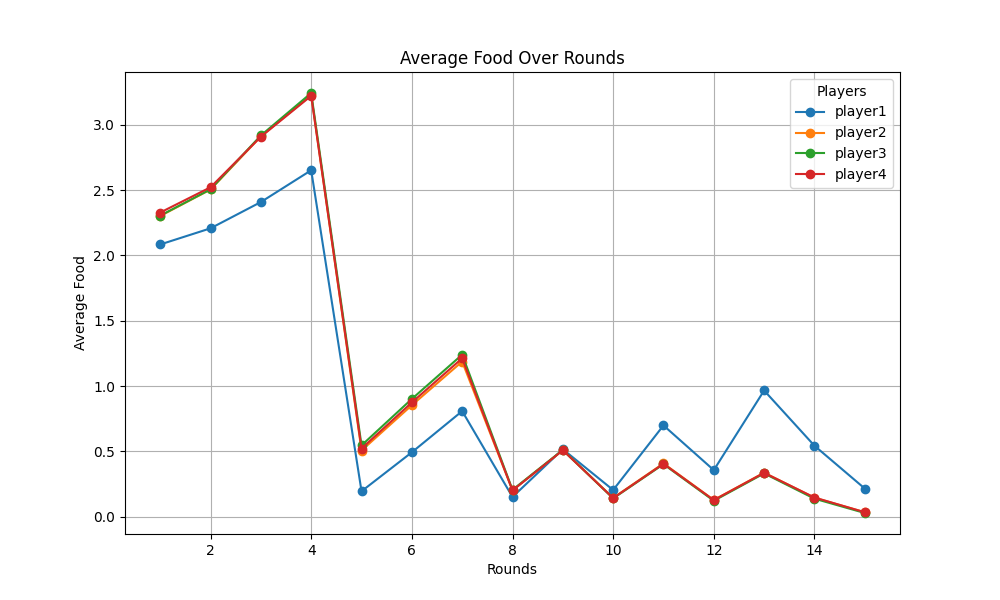 Average Food Over Rounds
Players
player1
player2
player3
player4
Average Food
3.0
2.5
2.0
1.5
1.0
0.5
0.0
2 4 6 8 10 12 14
Rounds